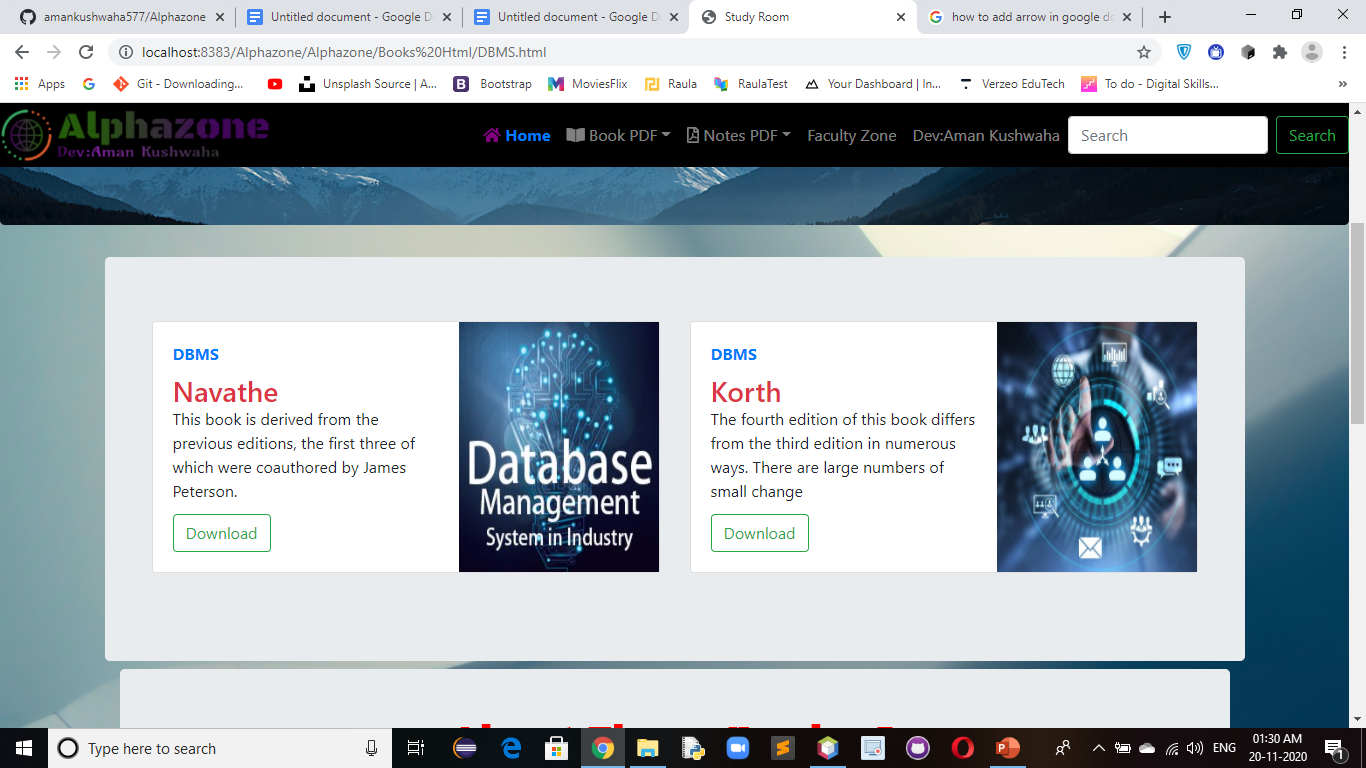 amankushwaha577/Alphazone
Untitled document - Google D
Untitled document - Google D
Study Room
how to add arrow in google do
localhost:8383/Alphazone/Alphazone/Books%20Html/DBMS.html
Apps
Git - Downloading...
Unsplash Source | A...
Bootstrap
MoviesFlix
Raula
RaulaTest
Your Dashboard | In...
Verzeo EduTech
To do - Digital Skills...
»
Alphazone
Dev:Aman Kushwaha
Home
Book PDF
Notes PDF
Faculty Zone
Dev:Aman Kushwaha
Search
Search
DBMS
Navathe
This book is derived from the
previous editions, the first three of
which were coauthored by James
Peterson.
Download
Database
Management
System in Industry
DBMS
Korth
The fourth edition of this book differs
from the third edition in numerous
ways. There are large numbers of
small change
Download
Type here to search
ENG
01:30 AM
20-11-2020
1